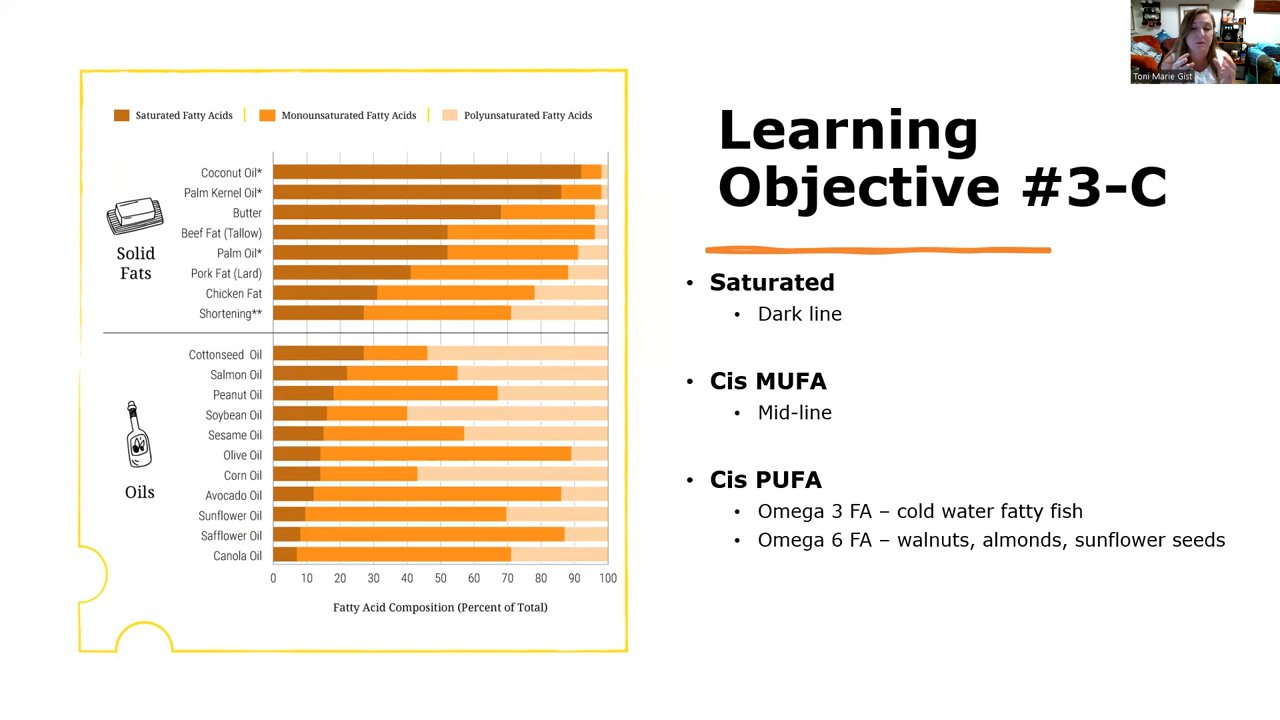 Toni Marie Gist
Saturated Fatty Acids
Monounsaturated Fatty Acids
Polyunsaturated Fatty Acids
Solid
Fats
Coconut Oil*
Palm Kernel Oil*
Butter
Beef Fat (Tallow)
Palm Oil*
Pork Fat (Lard)
Chicken Fat
Shortening**
Oils
Cottonseed Oil
Salmon Oil
Peanut Oil
Soybean Oil
Sesame Oil
Olive Oil
Corn Oil
Avocado Oil
Sunflower Oil
Safflower Oil
Canola Oil
0 10 20 30 40 50 60 70 80 90 100
Fatty Acid Composition (Percent of Total)
Learning
Objective #3-C
• Saturated
• Dark line
• Cis MUFA
• Mid-line
• Cis PUFA
• Omega 3 FA – cold water fatty fish
• Omega 6 FA – walnuts, almonds, sunflower seeds